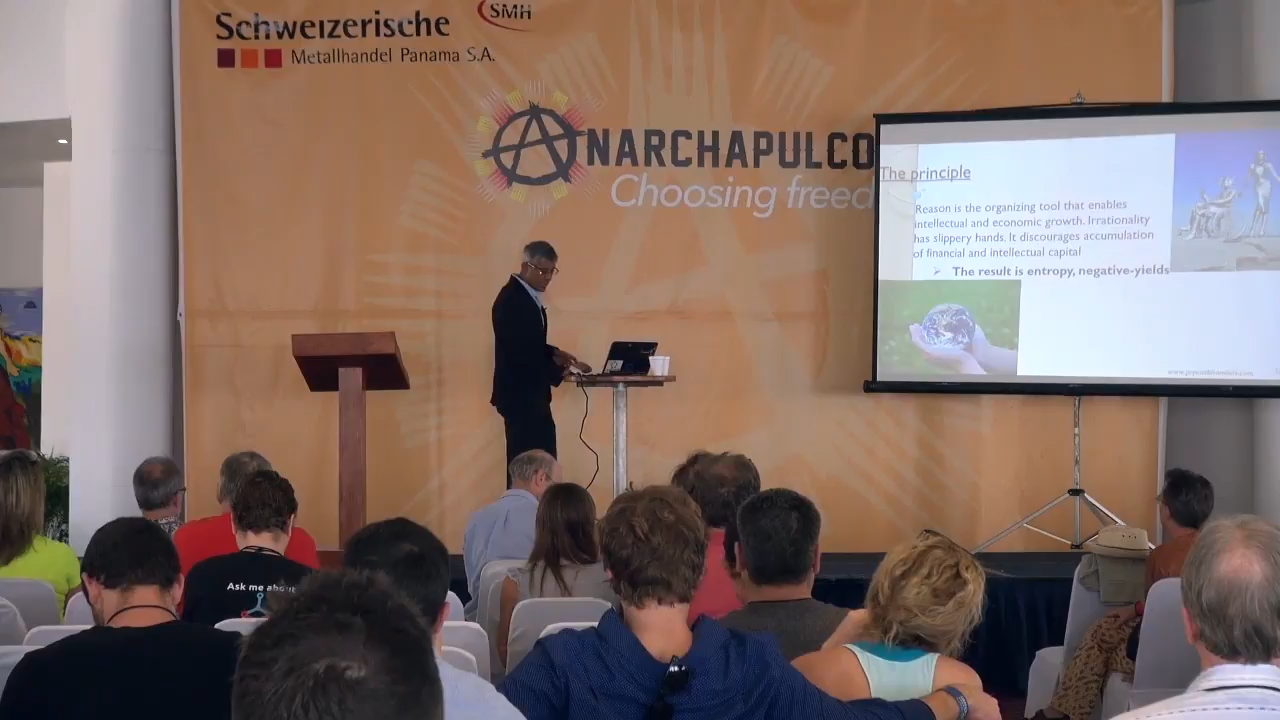 Schweizerische
SMH
Metallhandel Panama S.A.
NARCHAPULCO
Choosing freed
The principle
Reason is the organizing tool that enables
intellectual and economic growth. Irrationality
has slippery hands. It discourages accumulation
of financial and intellectual capital
The result is entropy, negative-yields
Ask me about